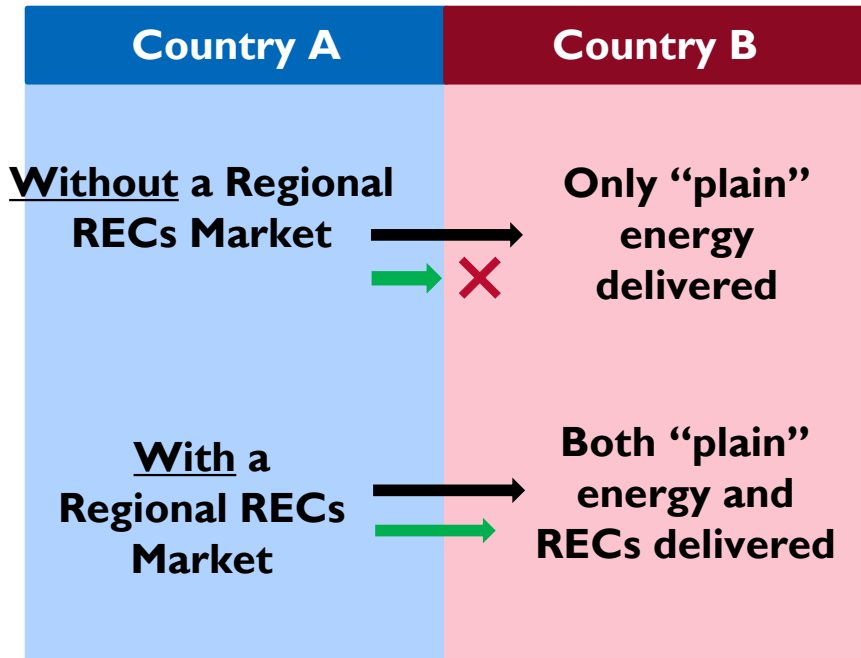 Country A
Country B
Without a Regional
RECs Market
Only “plain”
energy
delivered
With a
Regional RECs
Market
Both “plain”
energy and
RECs delivered